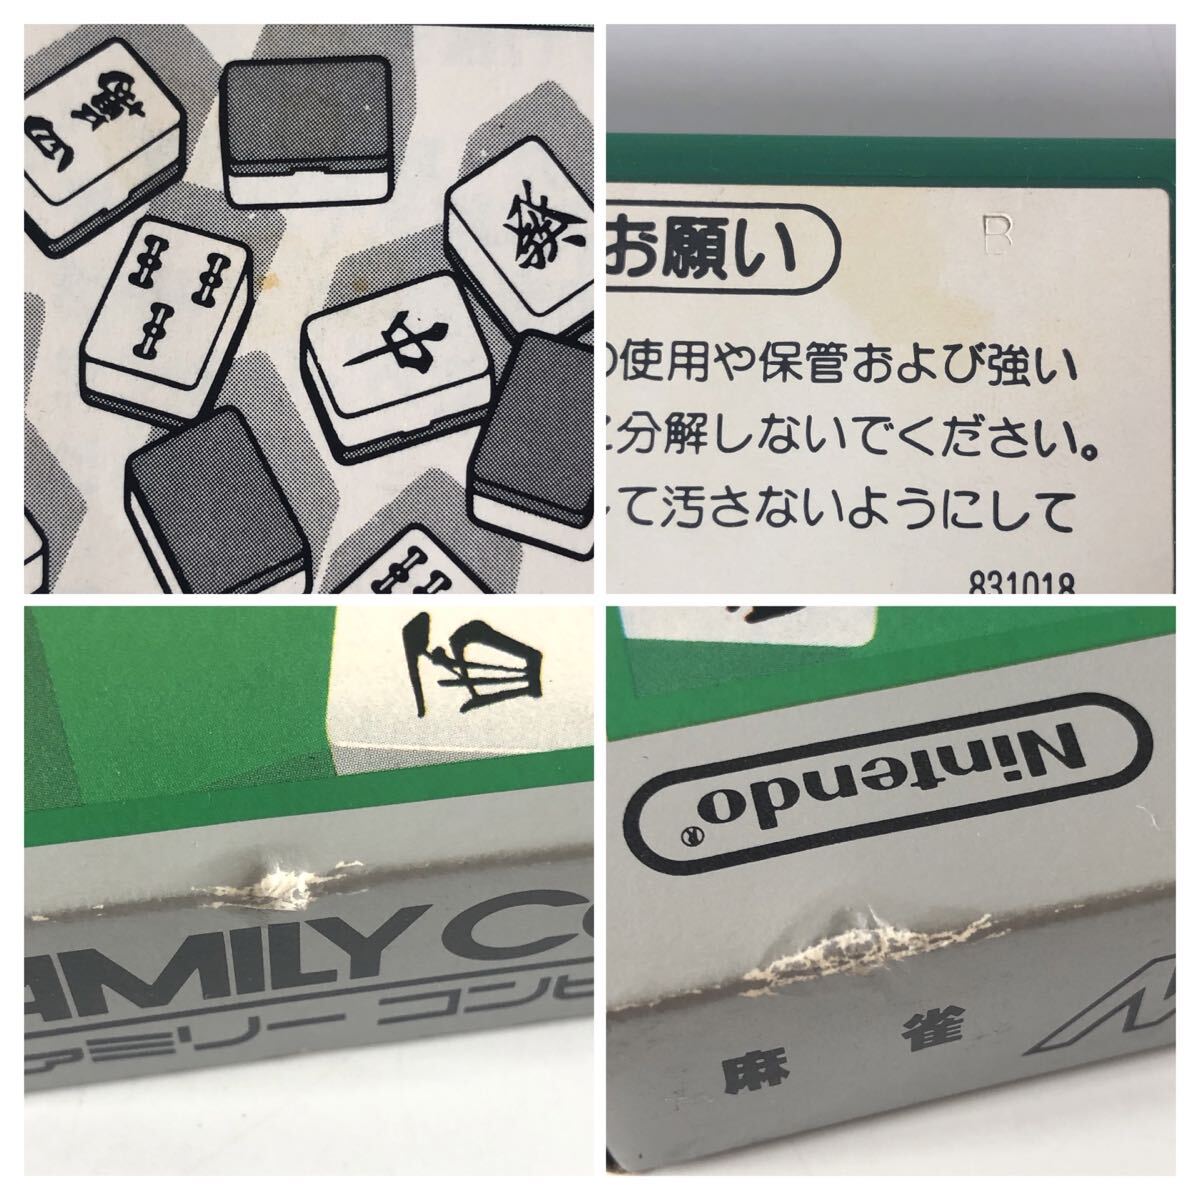 萬
發
中
お願い
B
の使用や保管および強い
に分解しないでください。
して汚さないようにして
831018
西
AMILY CO
ァミリー コンピ
Nintendo®
麻雀